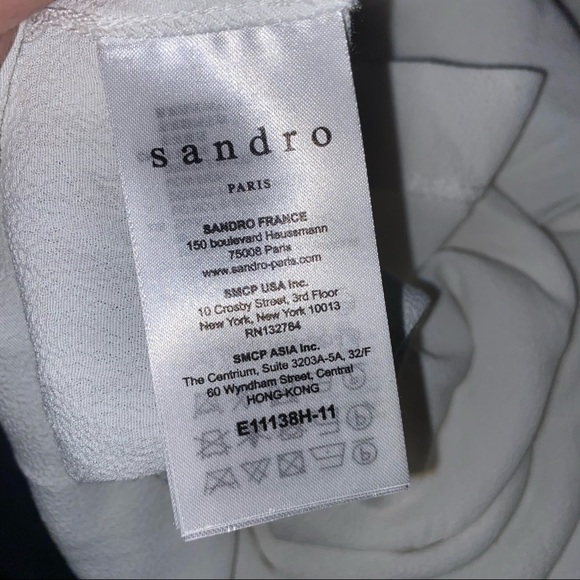 sandro
PARIS
SANDRO FRANCE
150 boulevard Haussmann
75008 Paris
www.sandro-paris.com
SMCP USA Inc.
10 Crosby Street, 3rd Floor
New York, New York 10013
RN132784
SMCP ASIA Inc.
The Centrium, Suite 3203A-5A, 32/F
60 Wyndham Street, Central
HONG-KONG
E11138H-11